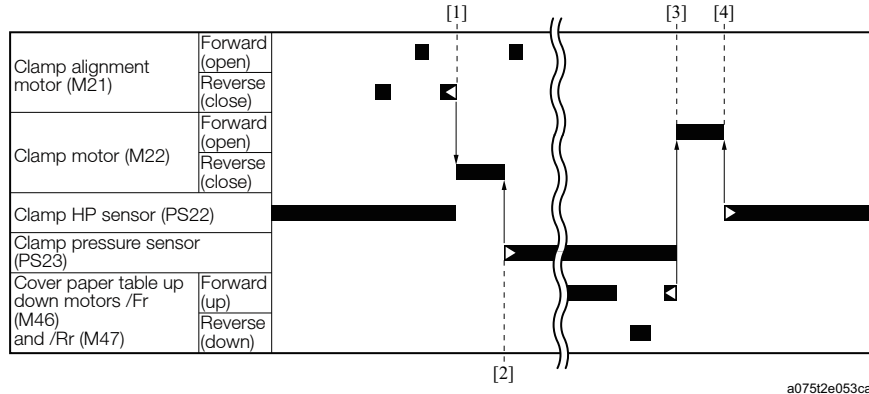 [1]
[3]
[4]
Clamp alignment
motor (M21)
Forward
(open)
Reverse
(close)
Clamp motor (M22)
Forward
(open)
Reverse
(close)
Clamp HP sensor (PS22)
Clamp pressure sensor
(PS23)
Cover paper table up
down motors /Fr
(M46)
and /Rr (M47)
Forward
(up)
Reverse
(down)
[2]
a075t2e053ca